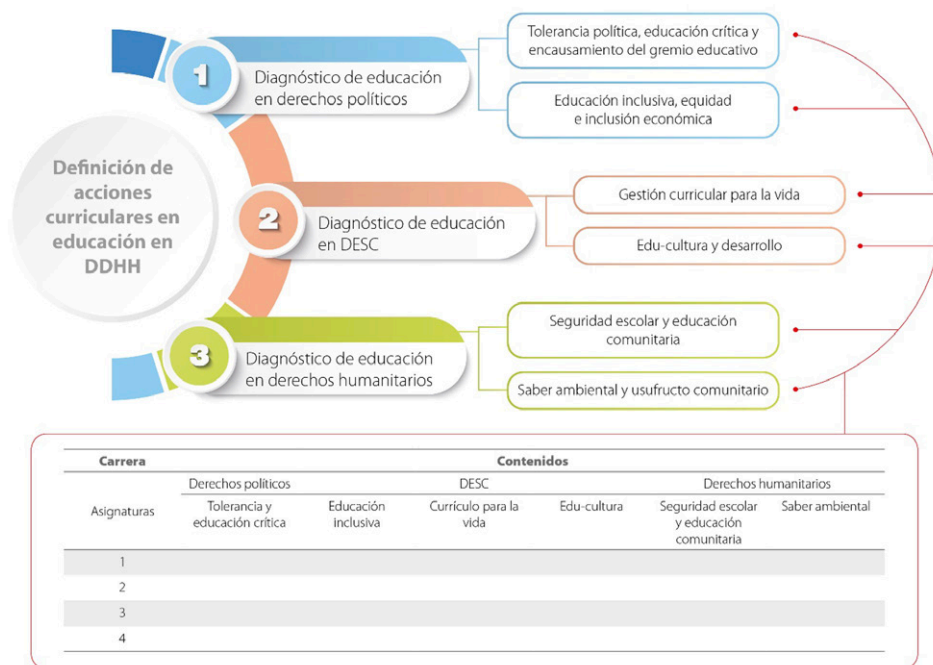 Definición de
acciones
curriculares en
educación en
DDHH
1
Diagnóstico de educación
en derechos políticos
Tolerancia política, educación crítica y
encausamiento del gremio educativo
Educación inclusiva, equidad
e inclusión económica
2
Diagnóstico de educación
en DESC
Gestión curricular para la vida
Edu-cultura y desarrollo
3
Diagnóstico de educación
en derechos humanitarios
Seguridad escolar y educación
comunitaria
Saber ambiental y usufructo comunitario
Carrera Contenidos
Derechos políticos DESC Derechos humanitarios
Asignaturas
Tolerancia y
educación crítica
Educación
inclusiva
Currículo para la
vida
Edu-cultura
Seguridad escolar
y educación
comunitaria
Saber ambiental
1
2
3
4